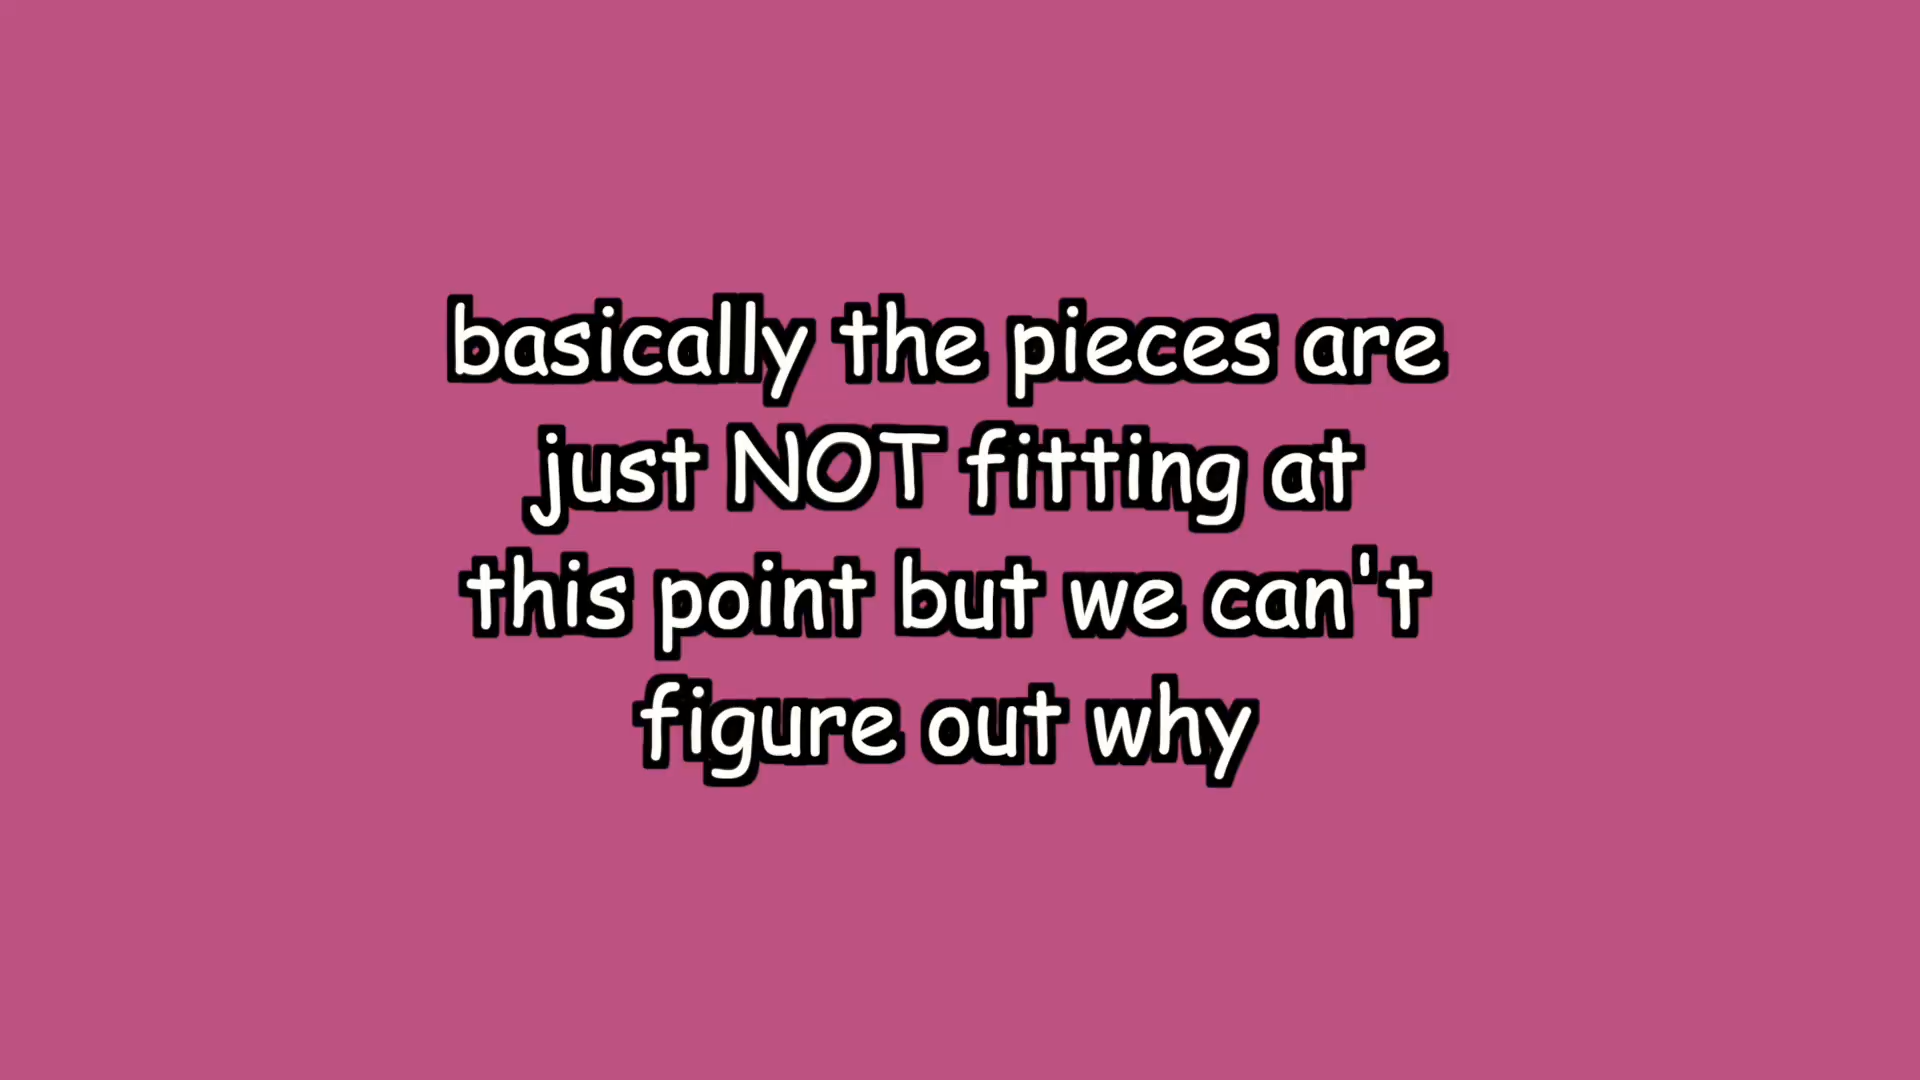 basically the pieces are
just NOT fitting at
this point but we can't
figure out why